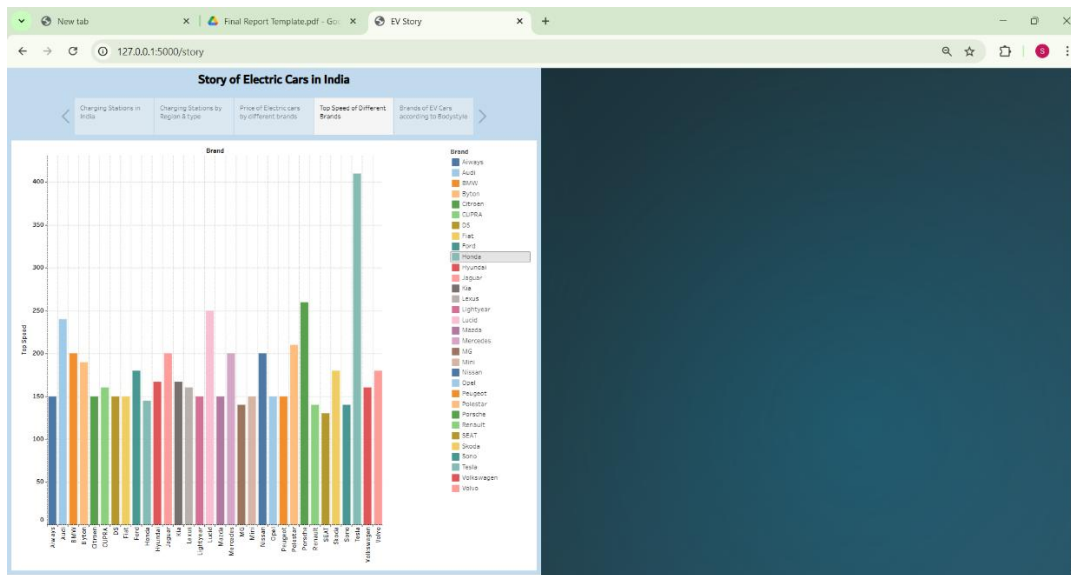 New tab
Final Report Template.pdf - Goo
EV Story
127.0.0.1:5000/story
S
Story of Electric Cars in India
Charging Stations in India
Charging Stations by Region & type
Price of Electric cars by different brands
Top Speed of Different Brands
Brands of EV Cars according to Bodystyle
Brand
Top Speed
400
350
300
250
200
150
100
50
0
Aiways
Audi
BMW
Byton
Citroen
CUPRA
DS
Fiat
Ford
Honda
Hyundai
Jaguar
Kia
Lexus
Lightyear
Lucid
Mazda
Mercedes
MG
Mini
Nissan
Opel
Peugeot
Polestar
Porsche
Renault
SEAT
Skoda
Sono
Tesla
Volkswagen
Volvo
Brand
Aiways
Audi
BMW
Byton
Citroen
CUPRA
DS
Fiat
Ford
Honda
Hyundai
Jaguar
Kia
Lexus
Lightyear
Lucid
Mazda
Mercedes
MG
Mini
Nissan
Opel
Peugeot
Polestar
Porsche
Renault
SEAT
Skoda
Sono
Tesla
Volkswagen
Volvo